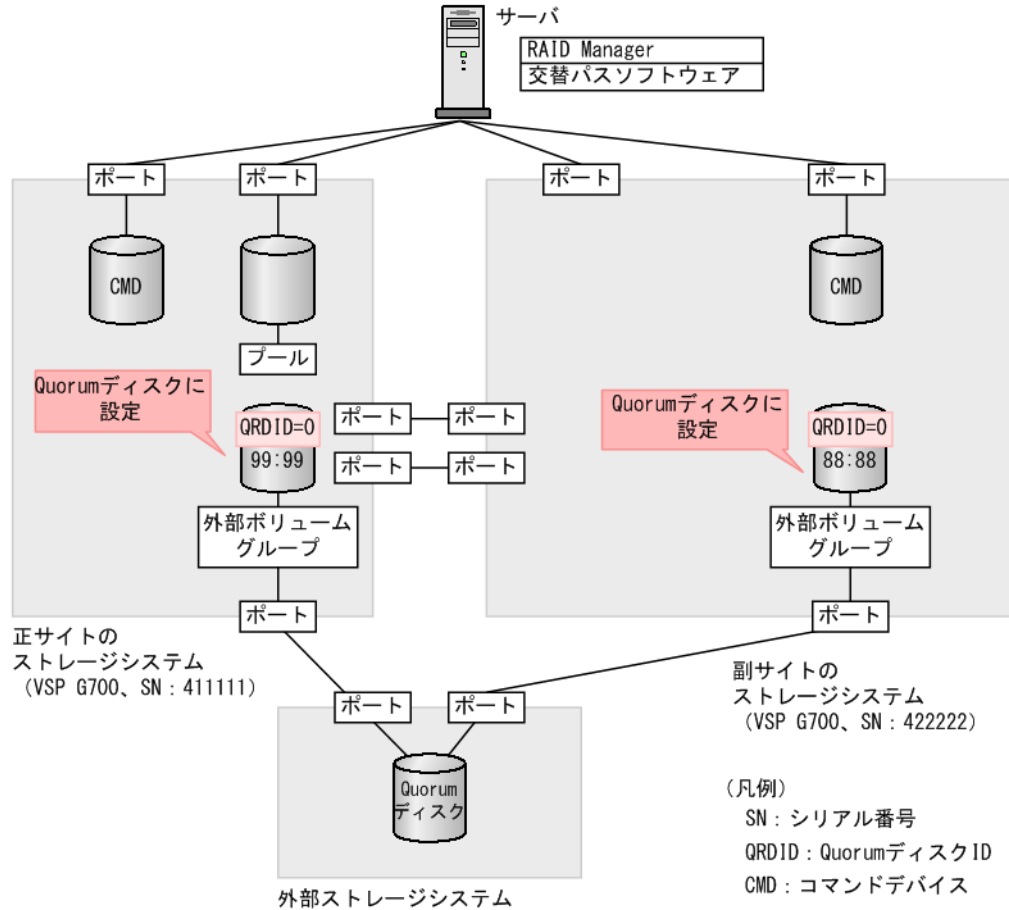 サーバ
RAID Manager
交替パスソフトウェア
ポート
ポート
ポート
ポート
CMD
CMD
プール
Quorumディスクに
設定
QRDID=0
99:99
ポート
ポート
ポート
ポート
Quorumディスクに
設定
QRDID=0
88:88
外部ボリューム
グループ
外部ボリューム
グループ
ポート
ポート
正サイトの
ストレージシステム
(VSP G700、SN:411111)
副サイトの
ストレージシステム
(VSP G700、SN:422222)
ポート
ポート
Quorum
ディスク
外部ストレージシステム
(凡例)
SN:シリアル番号
QRDID:QuorumディスクID
CMD:コマンドデバイス